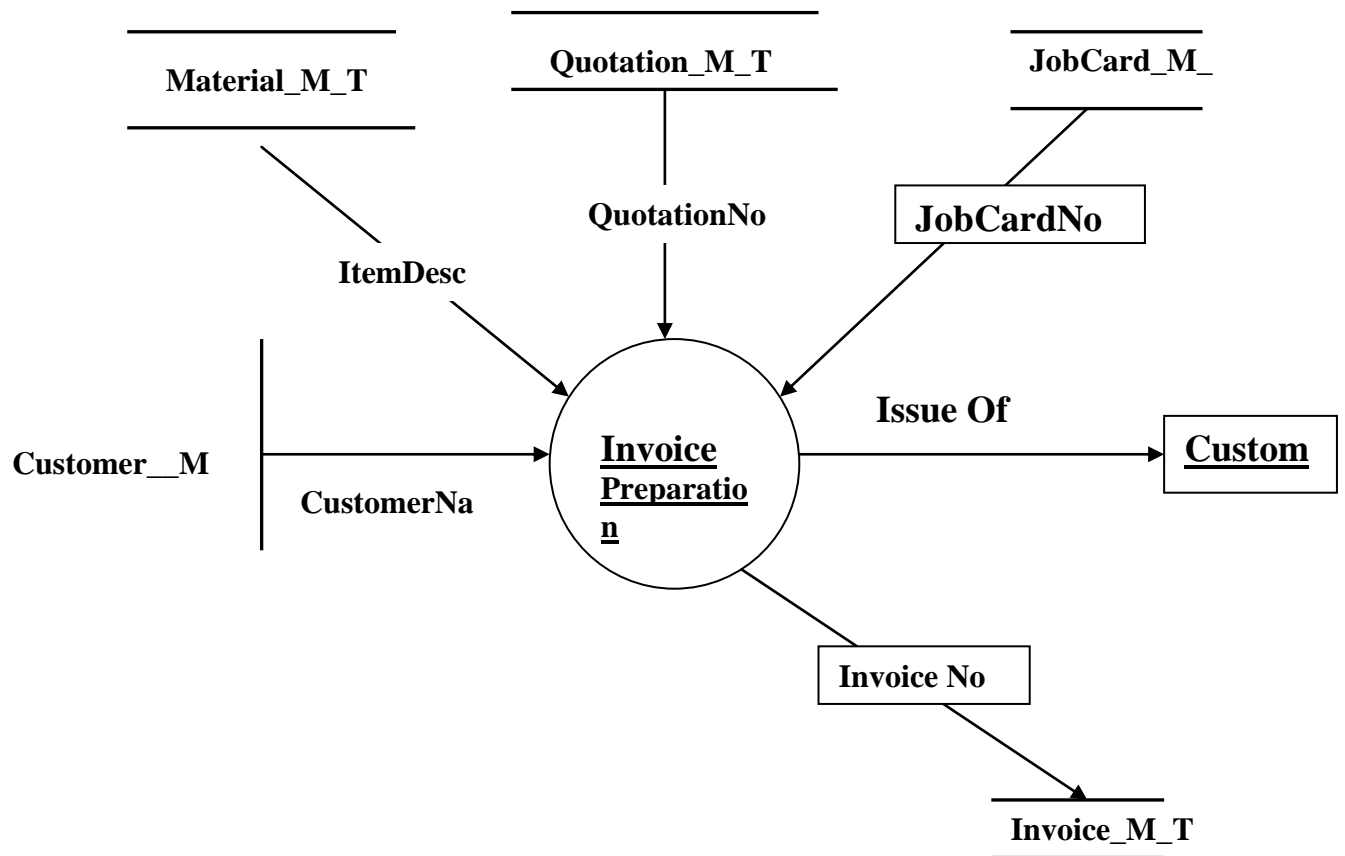 Material_M_T
Quotation_M_T
JobCard_M_
QuotationNo
JobCardNo
ItemDesc
Customer__M
CustomerNa
Invoice
Preparatio
n
Issue Of
Custom
Invoice No
Invoice_M_T